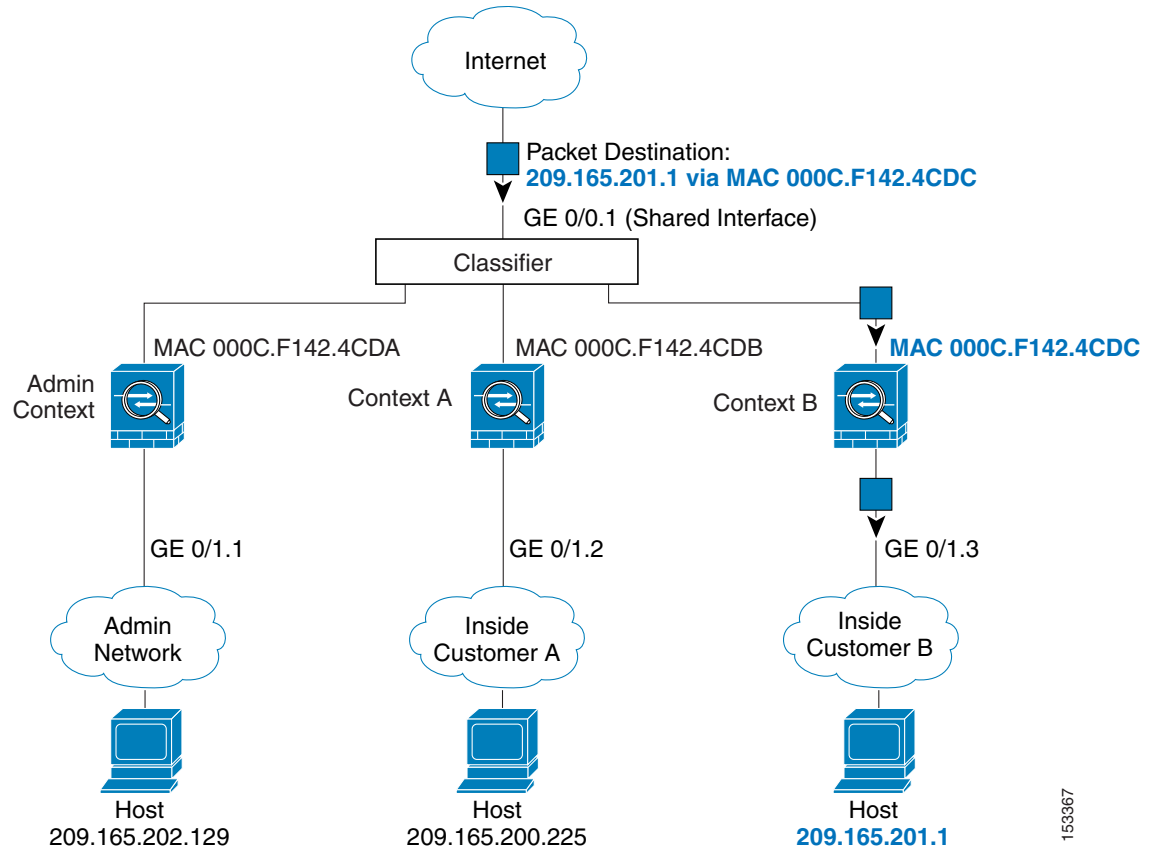 Internet
Packet Destination:
209.165.201.1 via MAC 000C.F142.4CDC
GE 0/0.1 (Shared Interface)
Classifier
MAC 000C.F142.4CDA
MAC 000C.F142.4CDB
MAC 000C.F142.4CDC
Admin
Context
Context A
Context B
GE 0/1.1
GE 0/1.2
GE 0/1.3
Admin
Network
Inside
Customer A
Inside
Customer B
Host
209.165.202.129
Host
209.165.200.225
Host
209.165.201.1
153367